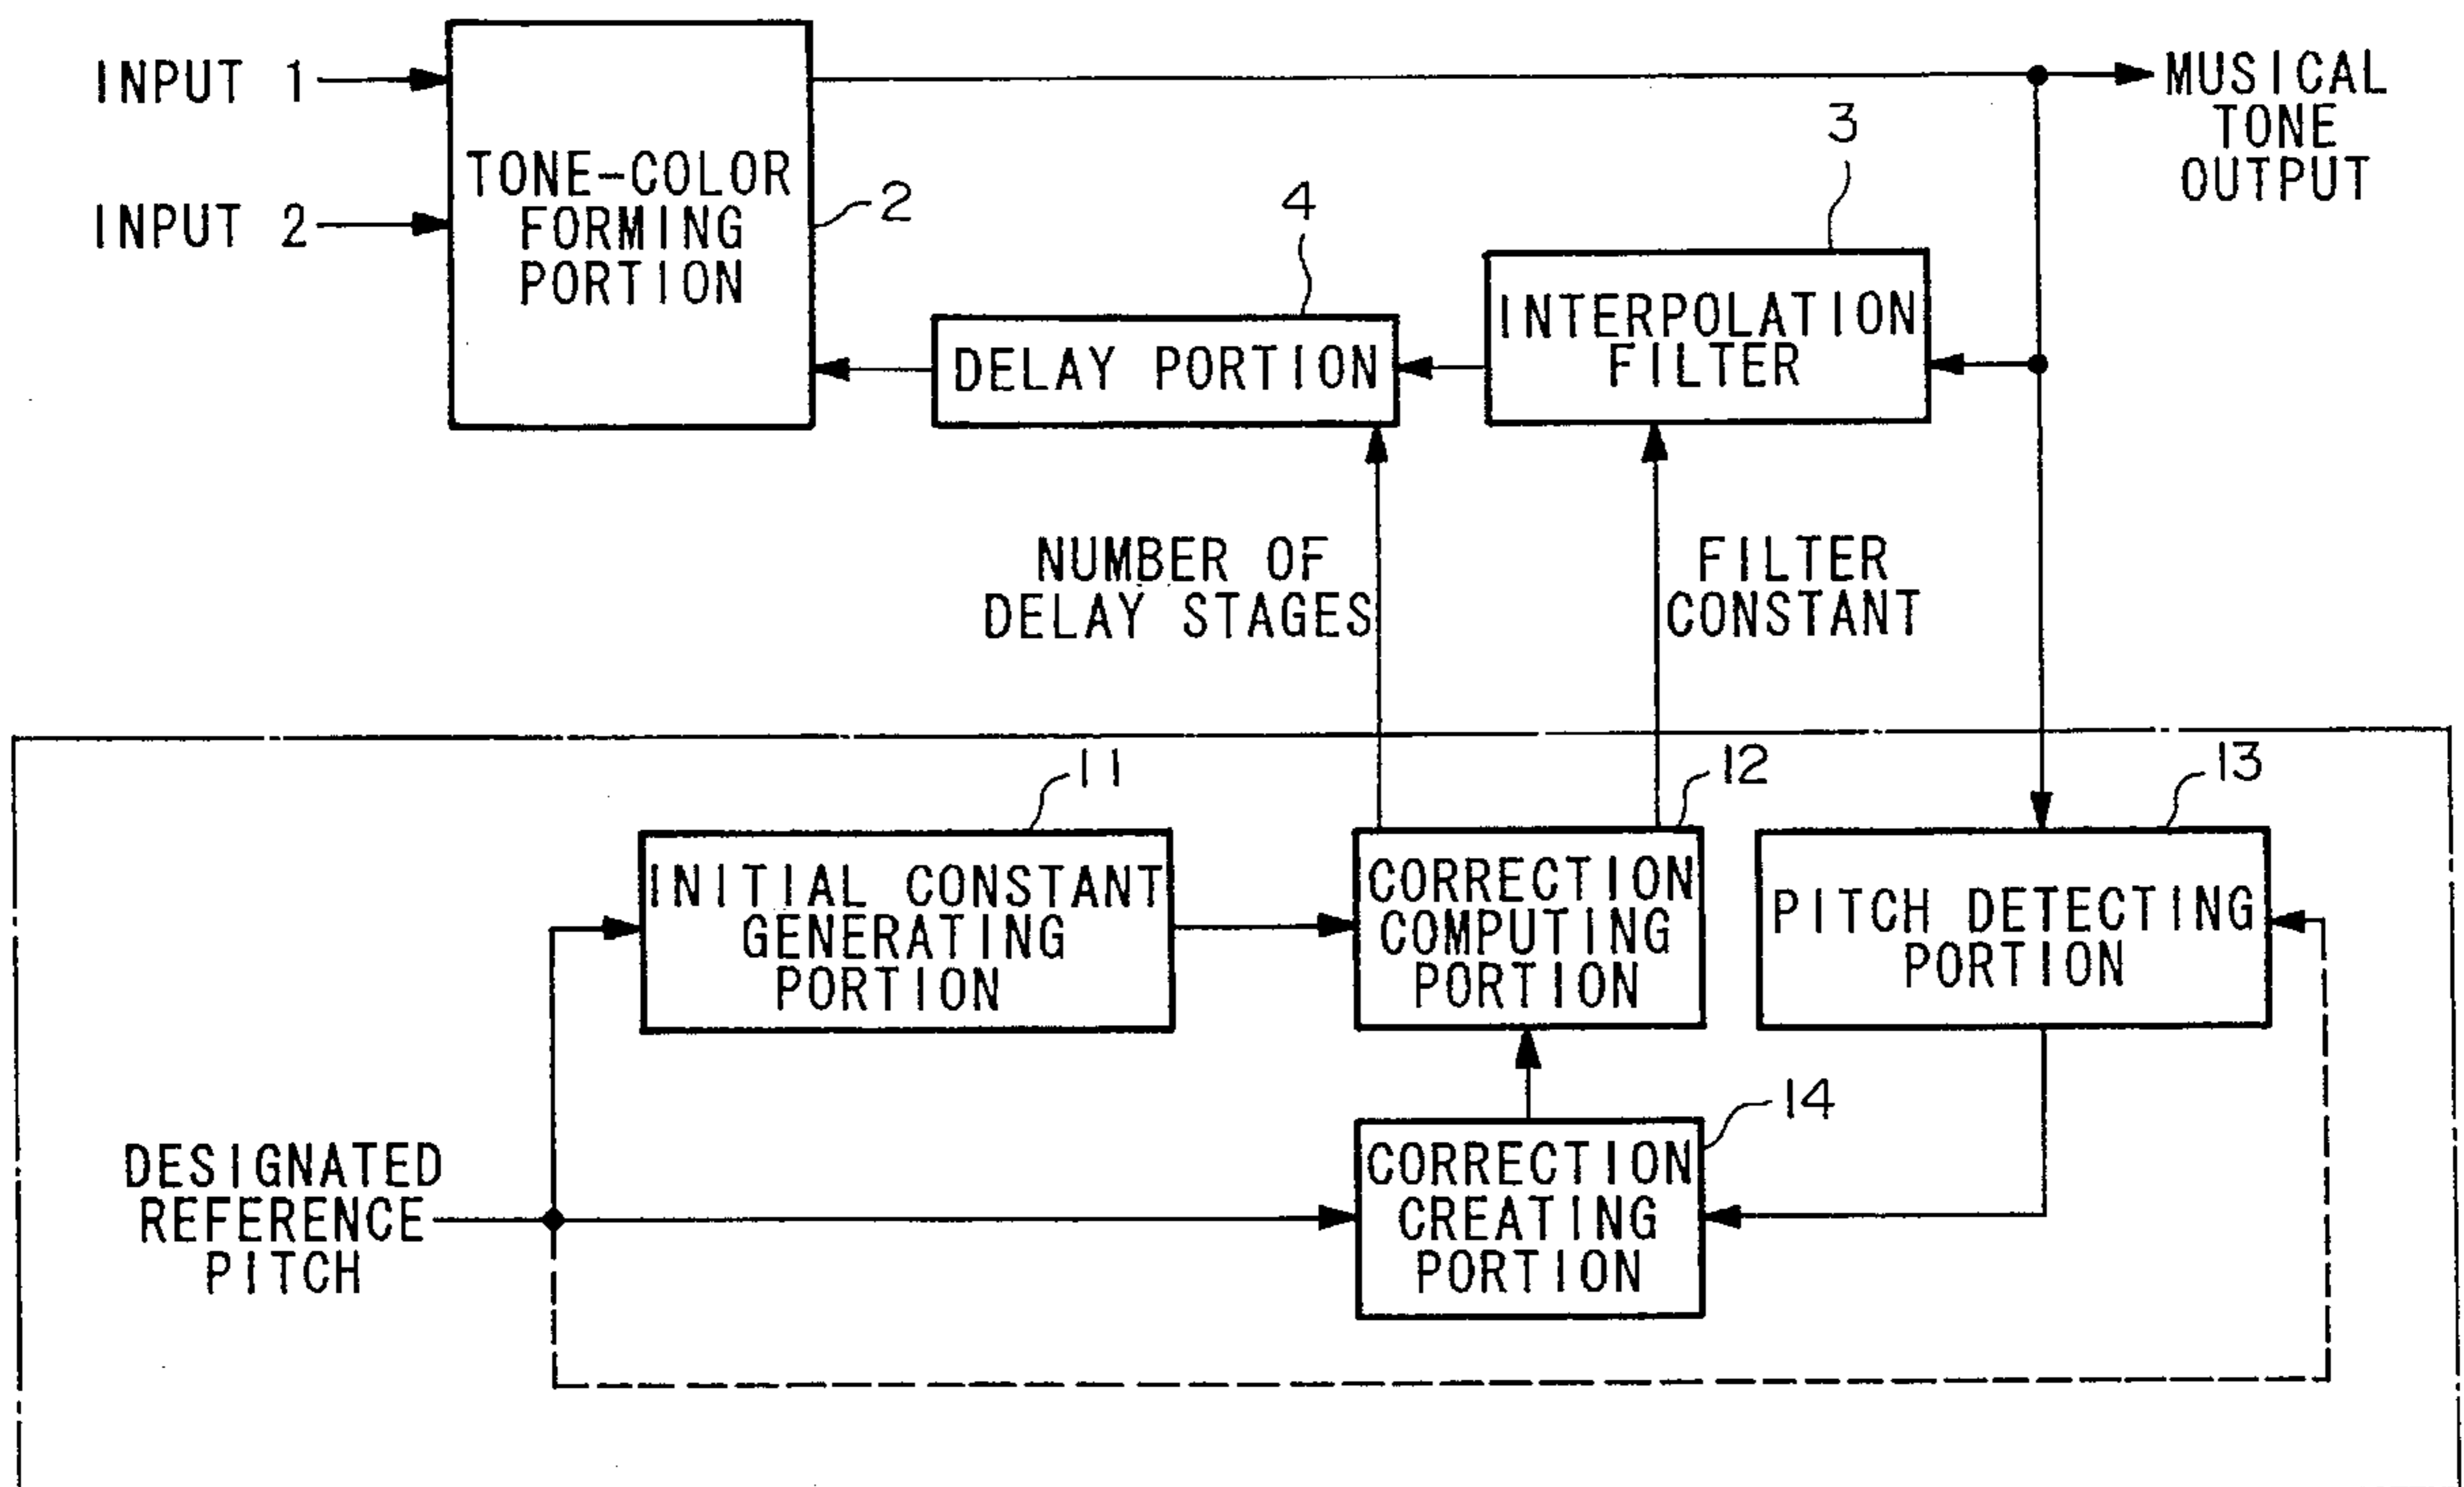 INPUT 1
INPUT 2
TONE-COLOR
FORMING
PORTION
2
MUSICAL
TONE
OUTPUT
3
INTERPOLATION
FILTER
4
DELAY PORTION
NUMBER OF
DELAY STAGES
FILTER
CONSTANT
11
INITIAL CONSTANT
GENERATING
PORTION
12
CORRECTION
COMPUTING
PORTION
13
PITCH DETECTING
PORTION
14
CORRECTION
CREATING
PORTION
DESIGNATED
REFERENCE
PITCH